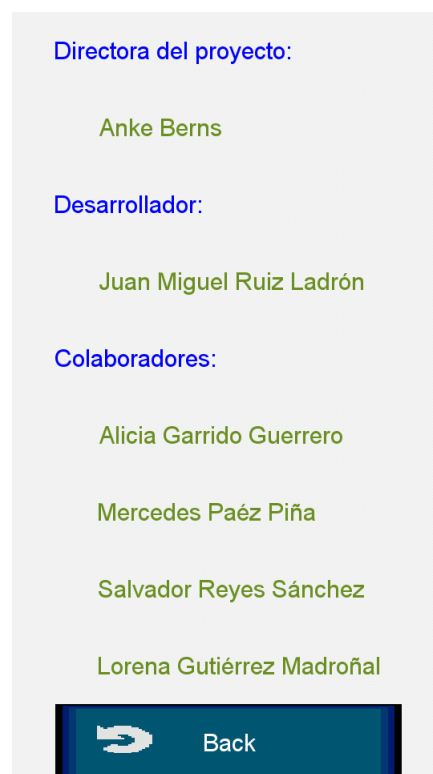 Directora del proyecto:
Anke Berns
Desarrollador:
Juan Miguel Ruiz Ladrón
Colaboradores:
Alicia Garrido Guerrero
Mercedes Paéz Piña
Salvador Reyes Sánchez
Lorena Gutiérrez Madroñal
Back